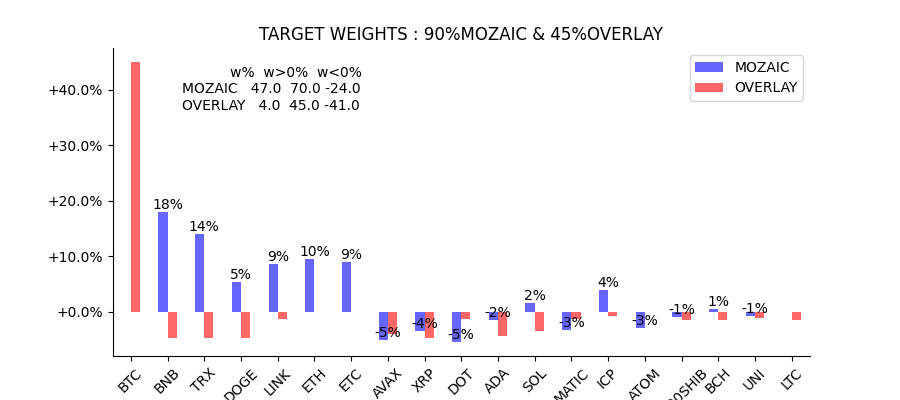 TARGET WEIGHTS : 90%MOZAIC & 45%OVERLAY
w% w>0% w<0%
MOZAIC 47.0 70.0 -24.0
OVERLAY 4.0 45.0 -41.0
MOZAIC
OVERLAY
+40.0%
+30.0%
+20.0%
+10.0%
+0.0%
18%
14%
5%
9%
10%
9%
-5%
-4%
-5%
-2%
2%
-3%
4%
-3%
-1%
1%
-1%
BTC
BNB
TRX
DOGE
LINK
ETH
ETC
AVAX
XRP
DOT
ADA
SOL
MATIC
ICP
ATOM
BCH
UNI
LTC